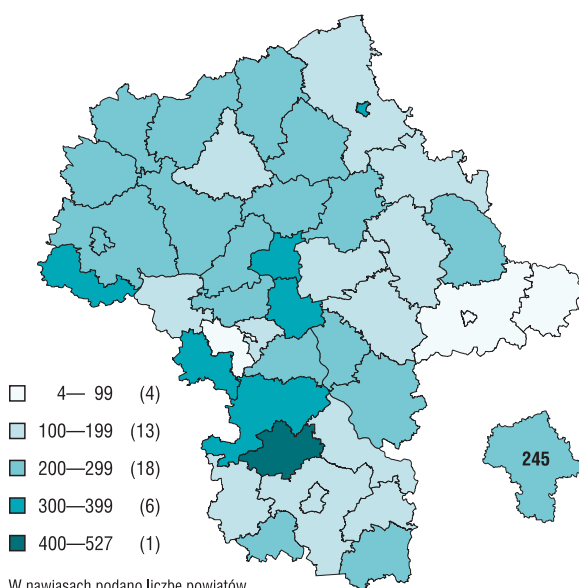 4— 99 (4)
100—199 (13)
200—299 (18)
300—399 (6)
400—527 (1)
245
W nawiasach podano liczbę powiatów